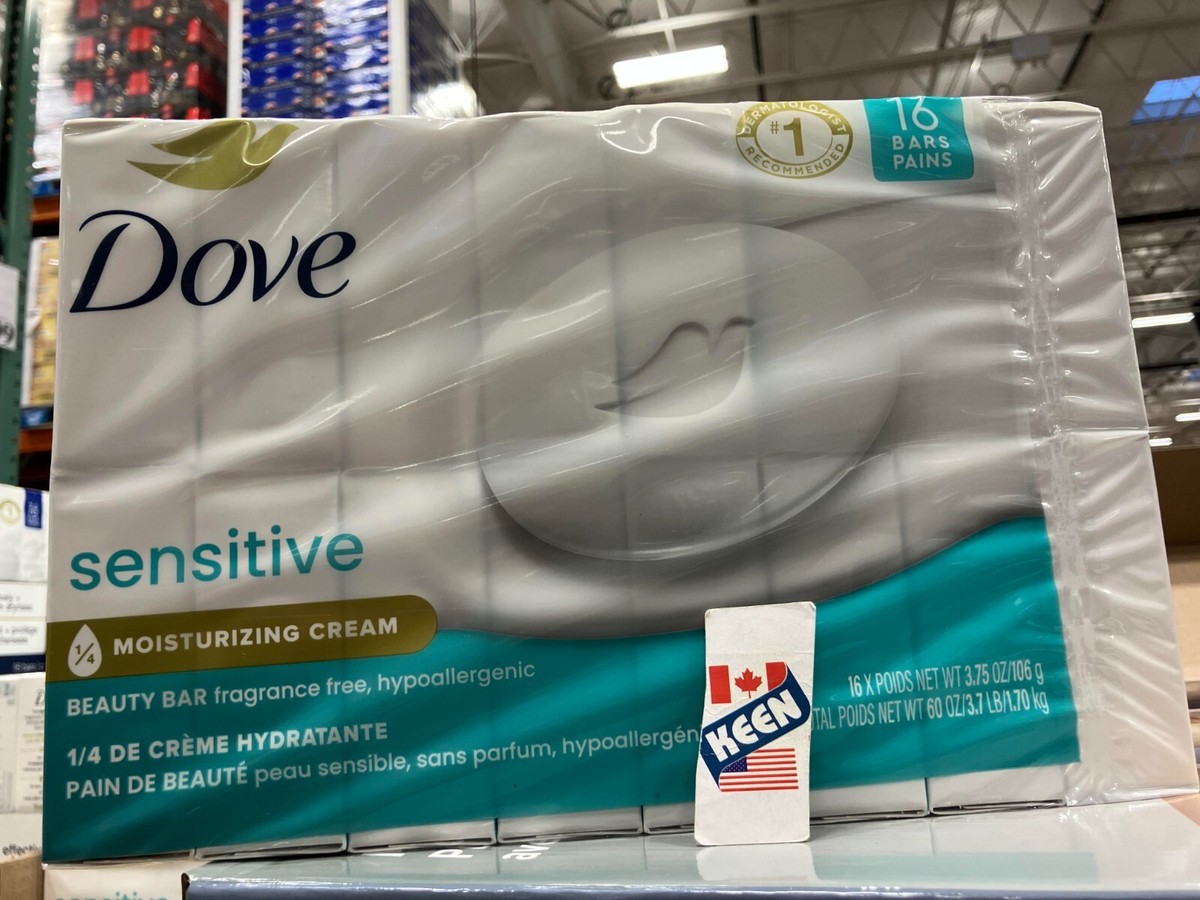 DERMATOLOGIST
#1
RECOMMENDED
16
BARS
PAINS
Dove
sensitive
1/4 MOISTURIZING CREAM
BEAUTY BAR fragrance free, hypoallergenic
1/4 DE CRÈME HYDRATANTE
PAIN DE BEAUTÉ peau sensible, sans parfum, hypoallergén
16 X POIDS NET WT 3.75 OZ/106 g
TAL POIDS NET WT 60 OZ/3.7 LB/1.70 kg
KEEN
sensitive